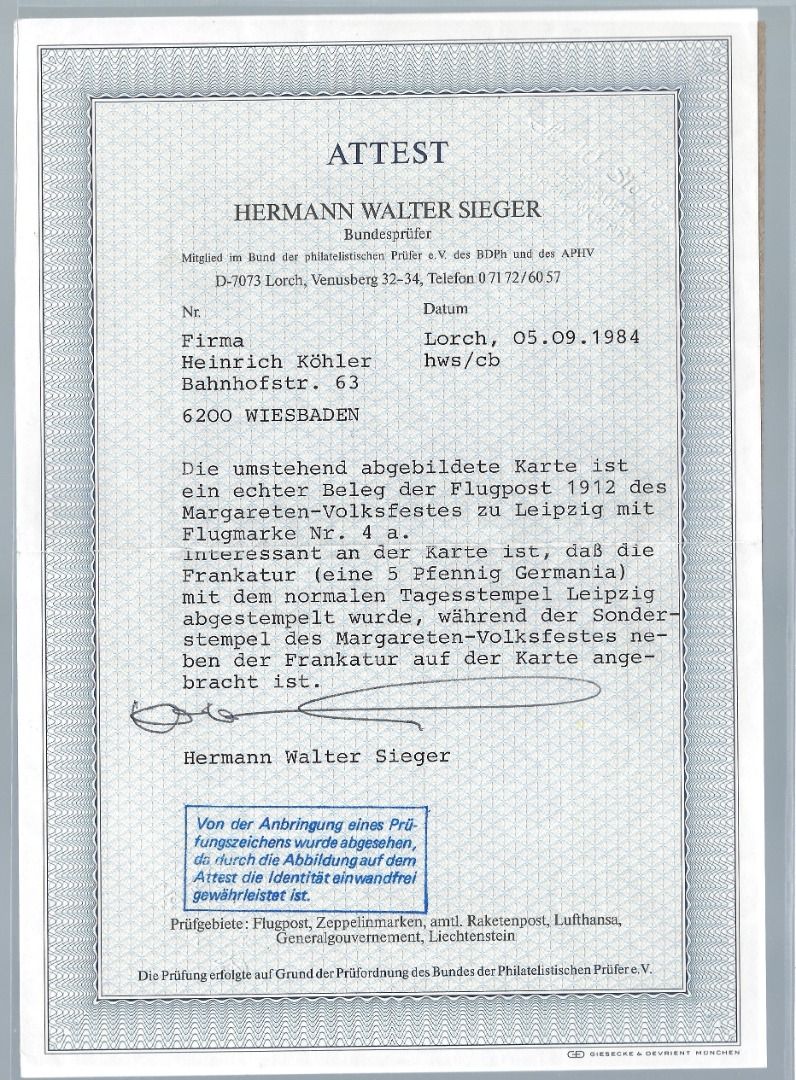 ATTEST
HERMANN WALTER SIEGER
Bundesprüfer
Mitglied im Bund der philatelistischen Prüfer e.V. des BDPh und des APHV
D-7073 Lorch, Venusberg 32–34, Telefon 0 71 72/60 57
Nr. Datum
Firma Lorch, 05.09.1984
Heinrich Köhler hws/cb
Bahnhofstr. 63
6200 WIESBADEN
Die umstehend abgebildete Karte ist
ein echter Beleg der Flugpost 1912 des
Margareten-Volksfestes zu Leipzig mit
Flugmarke Nr. 4 a.
Interessant an der Karte ist, daß die
Frankatur (eine 5 Pfennig Germania)
mit dem normalen Tagesstempel Leipzig
abgestempelt wurde, während der Sonder-
stempel des Margareten-Volksfestes ne-
ben der Frankatur auf der Karte ange-
bracht ist.
Hermann Walter Sieger
Von der Anbringung eines Prü-
fungszeichens wurde abgesehen,
da durch die Abbildung auf dem
Attest die Identität einwandfrei
gewährleistet ist.
Prüfgebiete: Flugpost, Zeppelinmarken, amtl. Raketenpost, Lufthansa,
Generalgouvernement, Liechtenstein
Die Prüfung erfolgte auf Grund der Prüfordnung des Bundes der Philatelistischen Prüfer e.V.
GIESECKE & DEVRIENT MÜNCHEN